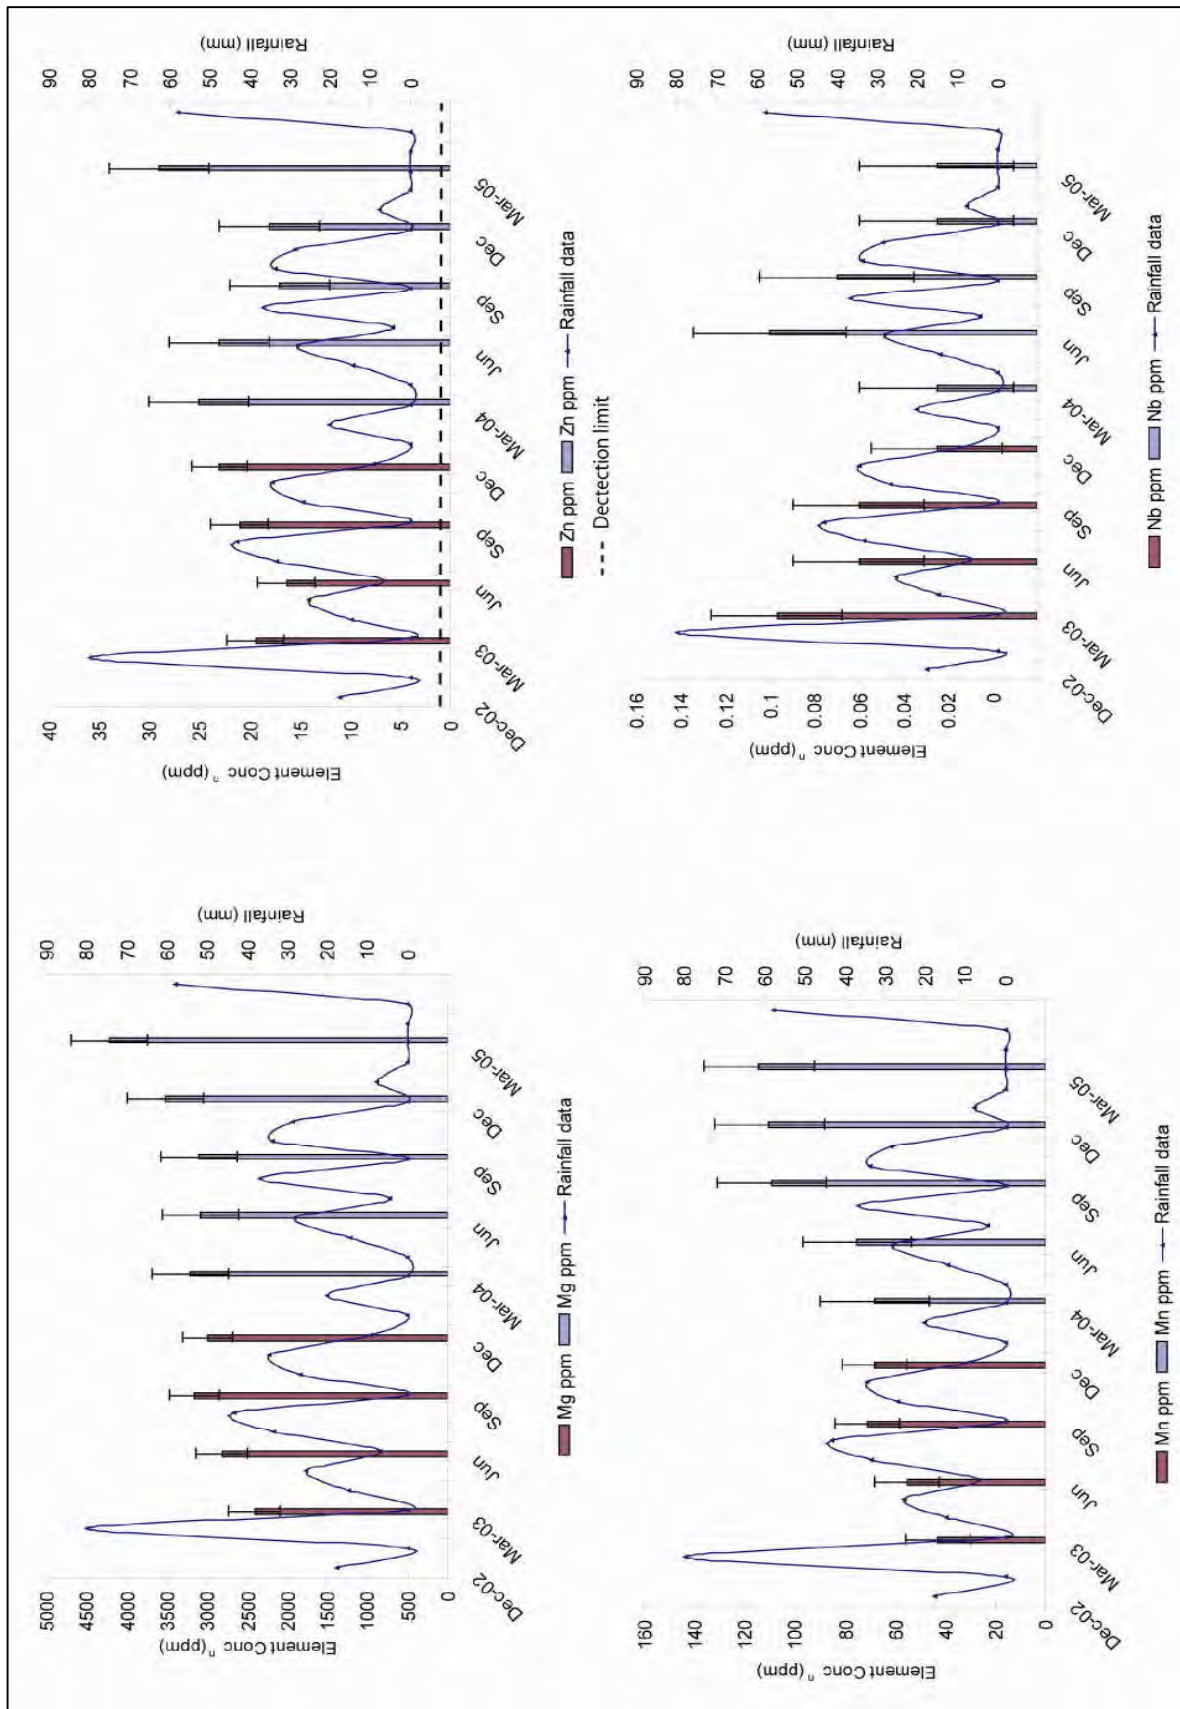 Element Conc ⁿ (ppm)
5000
4500
4000
3500
3000
2500
2000
1500
1000
500
0
Dec-02
Mar-03
Jun
Sep
Dec
Mar-04
Jun
Sep
Dec
Mar-05
90
80
70
60
50
40
30
20
10
0
Rainfall (mm)
Mg ppm Mg ppm Rainfall data
Element Conc ⁿ (ppm)
40
35
30
25
20
15
10
5
0
Dec-02
Mar-03
Jun
Sep
Dec
Mar-04
Jun
Sep
Dec
Mar-05
90
80
70
60
50
40
30
20
10
0
Rainfall (mm)
Zn ppm Zn ppm Rainfall data
Dectection limit
Element Conc ⁿ (ppm)
160
140
120
100
80
60
40
20
0
Dec-02
Mar-03
Jun
Sep
Dec
Mar-04
Jun
Sep
Dec
Mar-05
90
80
70
60
50
40
30
20
10
0
Rainfall (mm)
Mn ppm Mn ppm Rainfall data
Element Conc ⁿ (ppm)
0.16
0.14
0.12
0.1
0.08
0.06
0.04
0.02
0
Dec-02
Mar-03
Jun
Sep
Dec
Mar-04
Jun
Sep
Dec
Mar-05
90
80
70
60
50
40
30
20
10
0
Rainfall (mm)
Nb ppm Nb ppm Rainfall data